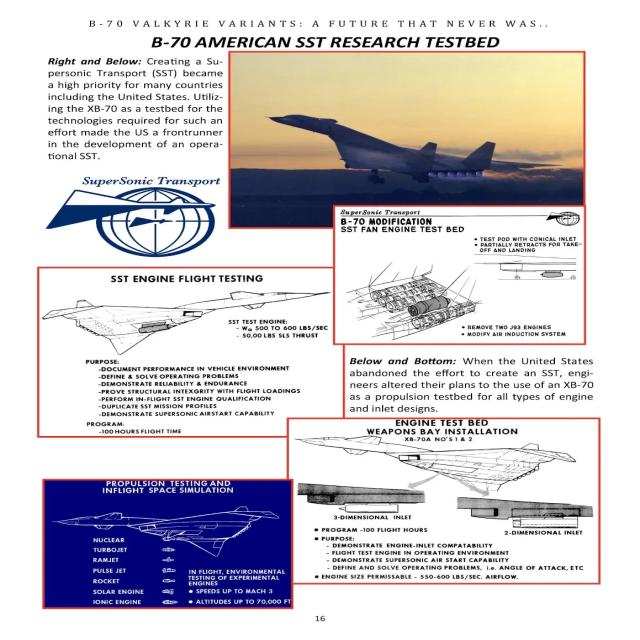 B-70 VALKYRIE VARIANTS: A FUTURE THAT NEVER WAS..
B-70 AMERICAN SST RESEARCH TESTBED
Right and Below: Creating a Su-
personic Transport (SST) became
a high priority for many countries
including the United States. Utiliz-
ing the XB-70 as a testbed for the
technologies required for such an
effort made the US a frontrunner
in the development of an opera-
tional SST.
SuperSonic Transport
SuperSonic Transport
B-70 MODIFICATION
SST FAN ENGINE TEST BED
• TEST POD WITH CONICAL INLET
• PARTIALLY RETRACTS FOR TAKE-
OFF AND LANDING
• REMOVE TWO J93 ENGINES
• MODIFY AIR INDUCTION SYSTEM
SST ENGINE FLIGHT TESTING
SST TEST ENGINE:
- W 500 TO 600 LBS/SEC
- 50,00 LBS SLS THRUST
PURPOSE:
-DOCUMENT PERFORMANCE IN VEHICLE ENVIRONMENT
-DEFINE & SOLVE OPERATING PROBLEMS
-DEMONSTRATE RELIABILITY & ENDURANCE
-PROVE STRUCTURAL INTEXGRITY WITH FLIGHT LOADINGS
-PERFORM IN-FLIGHT SST ENGINE QUALIFICATION
-DUPLICATE SST MISSION PROFILES
-DEMONSTRATE SUPERSONIC AIRSTART CAPABILITY
PROGRAM:
-100 HOURS FLIGHT TIME
Below and Bottom: When the United States
abandoned the effort to create an SST, engi-
neers altered their plans to the use of an XB-70
as a propulsion testbed for all types of engine
and inlet designs.
ENGINE TEST BED
WEAPONS BAY INSTALLATION
XB-70A NO'S 1 & 2
3-DIMENSIONAL INLET
2-DIMENSIONAL INLET
• PROGRAM -100 FLIGHT HOURS
• PURPOSE:
- DEMONSTRATE ENGINE-INLET COMPATABILITY
- FLIGHT TEST ENGINE IN OPERATING ENVIRONMENT
- DEMONSTRATE SUPERSONIC AIR START CAPABILITY
- DEFINE AND SOLVE OPERATING PROBLEMS, i.e. ANGLE OF ATTACK, ETC
• ENGINE SIZE PERMISSABLE - 550-600 LBS/SEC. AIRFLOW.
PROPULSION TESTING AND
INFLIGHT SPACE SIMULATION
NUCLEAR
TURBOJET
RAMJET
PULSE JET
ROCKET
SOLAR ENGINE
IONIC ENGINE
IN FLIGHT, ENVIRONMENTAL
TESTING OF EXPERIMENTAL
ENGINES
• SPEEDS UP TO MACH 3
• ALTITUDES UP TO 70,000 FT
16